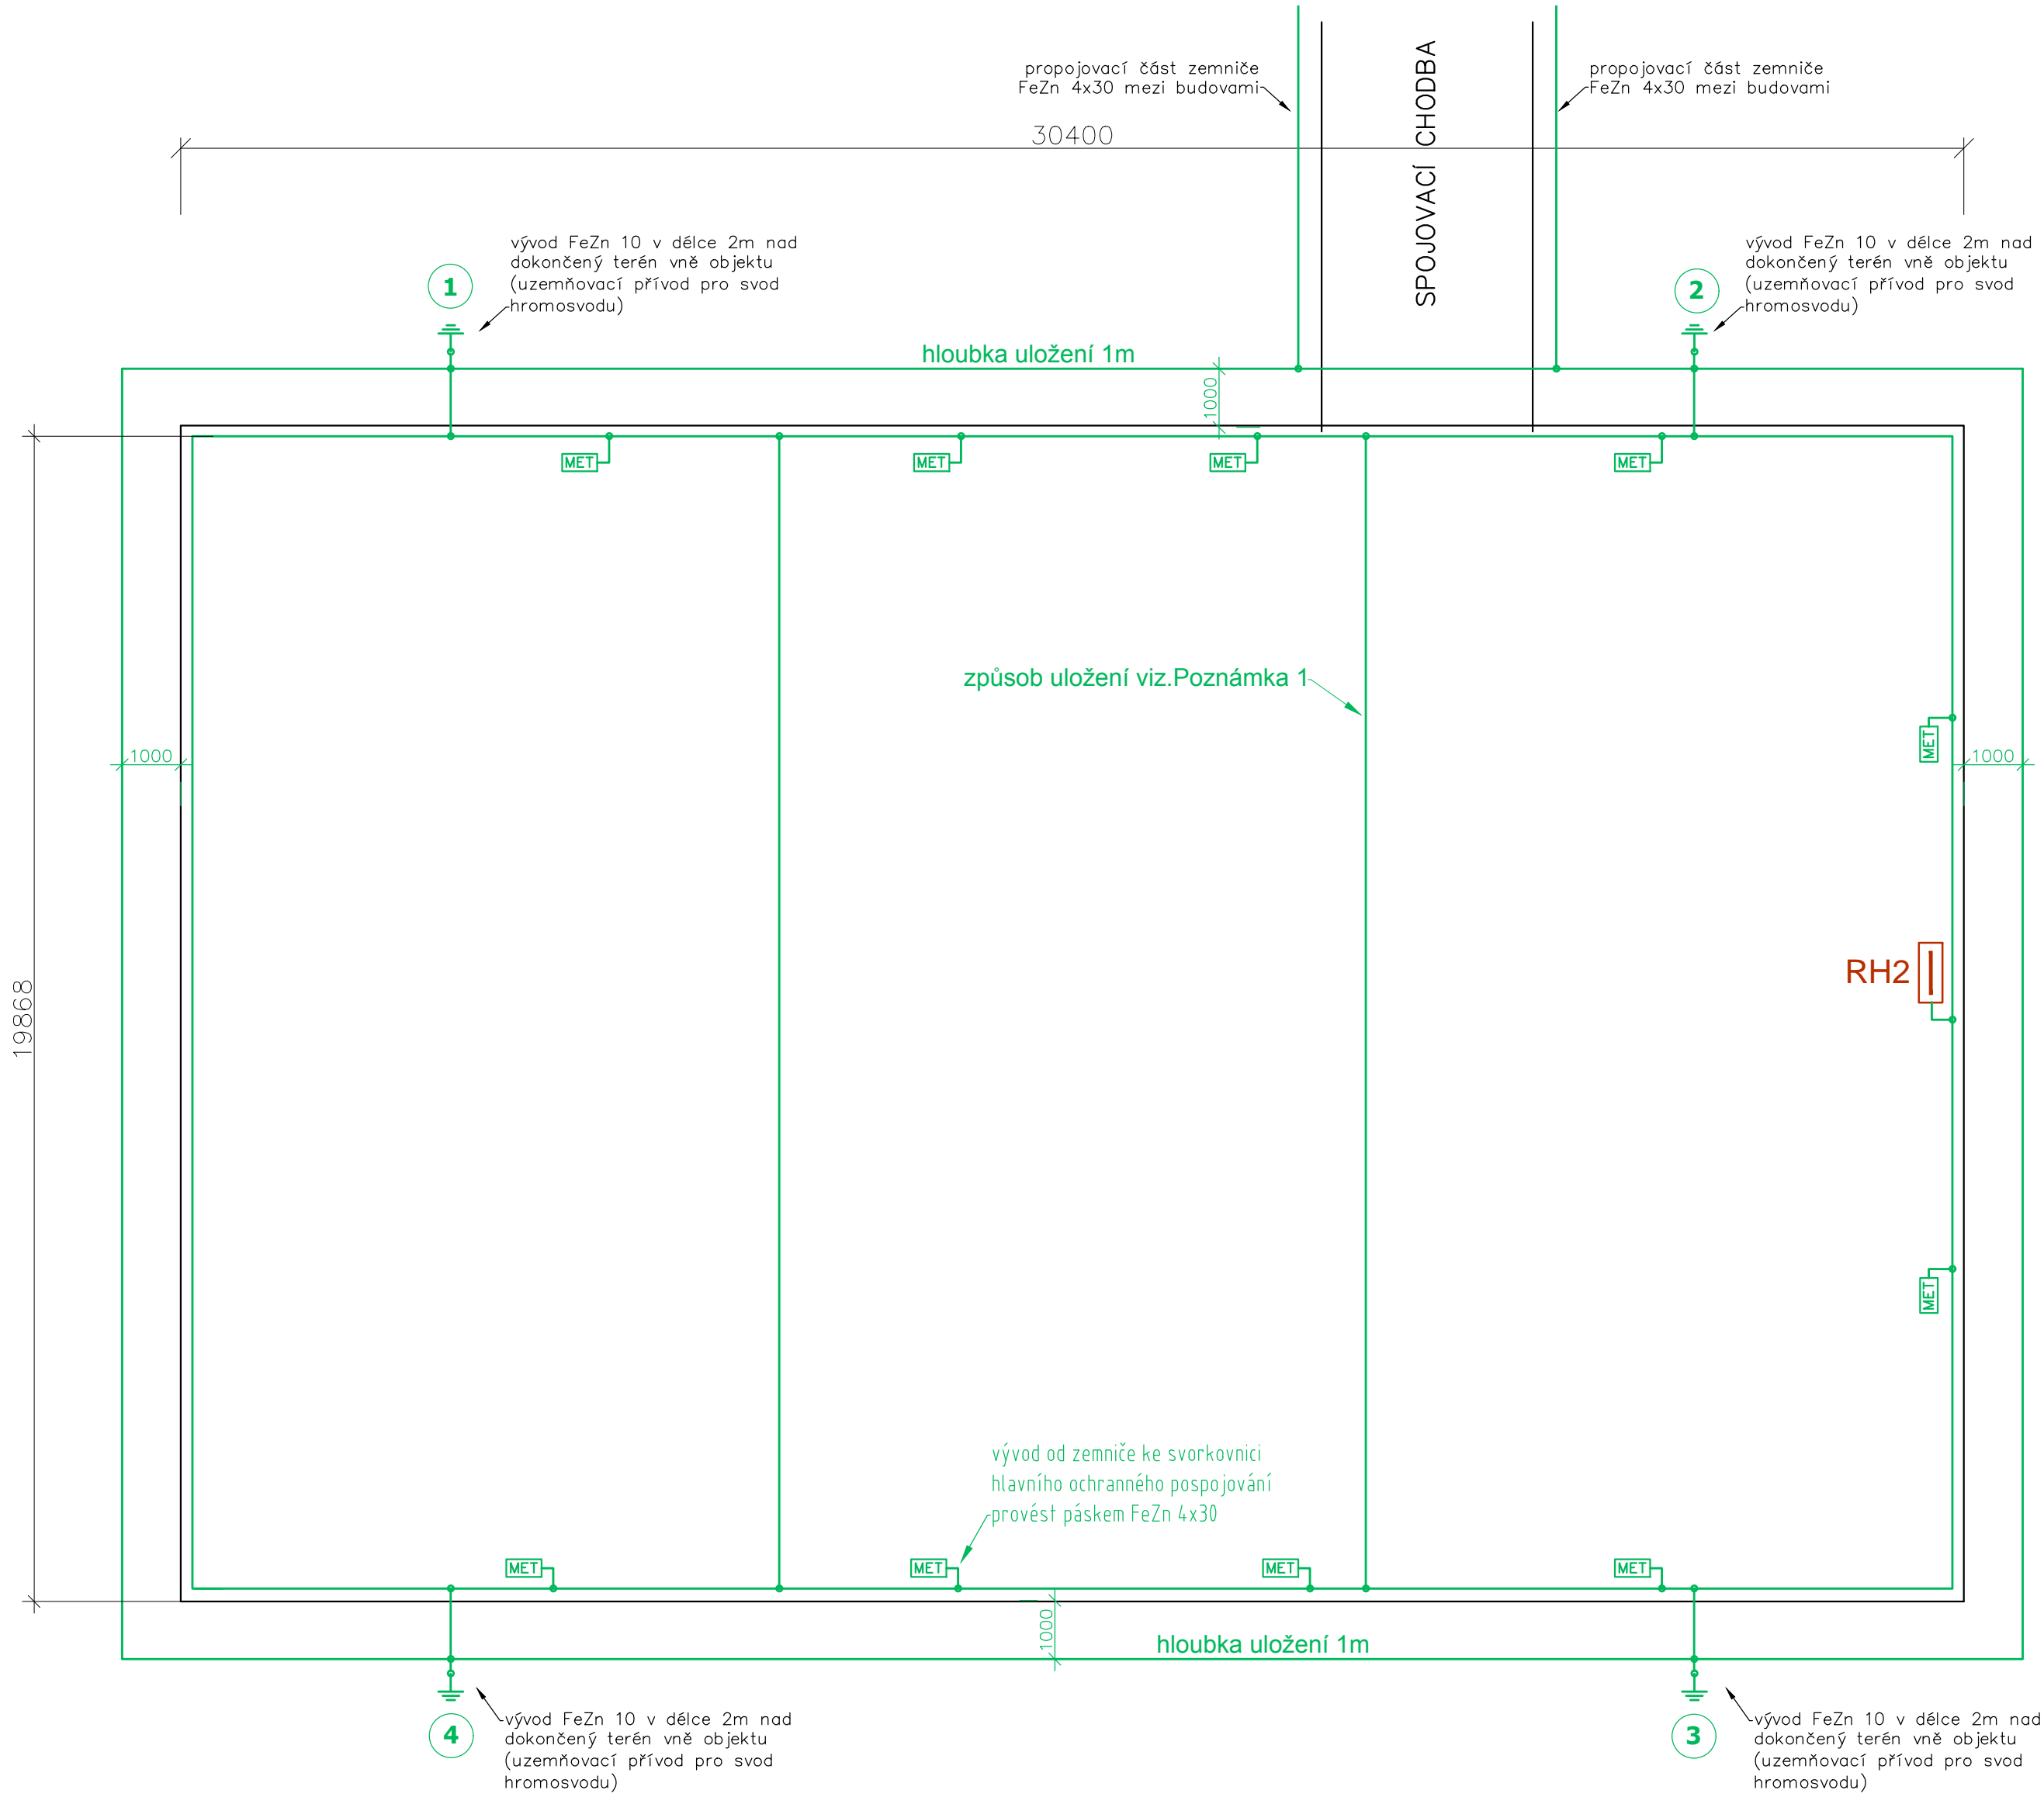 propojovací část zemniče
FeZn 4x30 mezi budovami
SPOJOVACÍ CHODBA
propojovací část zemniče
FeZn 4x30 mezi budovami
30400
vývod FeZn 10 v délce 2m nad
dokončený terén vně objektu
(uzemňovací přívod pro svod
hromosvodu)
1
vývod FeZn 10 v délce 2m nad
dokončený terén vně objektu
(uzemňovací přívod pro svod
hromosvodu)
2
hloubka uložení 1m
1000
MET
MET
MET
MET
způsob uložení viz.Poznámka 1
MET
1000
1000
RH2
19868
MET
vývod od zemniče ke svorkovnici
hlavního ochranného pospojování
provést páskem FeZn 4x30
MET
MET
MET
MET
1000
hloubka uložení 1m
4
vývod FeZn 10 v délce 2m nad
dokončený terén vně objektu
(uzemňovací přívod pro svod
hromosvodu)
3
vývod FeZn 10 v délce 2m nad
dokončený terén vně objektu
(uzemňovací přívod pro svod
hromosvodu)